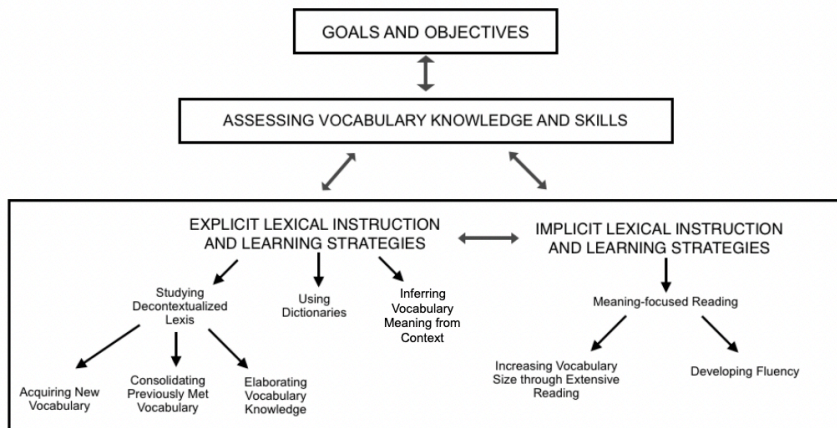 GOALS AND OBJECTIVES
ASSESSING VOCABULARY KNOWLEDGE AND SKILLS
EXPLICIT LEXICAL INSTRUCTION
AND LEARNING STRATEGIES
IMPLICIT LEXICAL INSTRUCTION
AND LEARNING STRATEGIES
Studying
Decontextualized
Lexis
Using
Dictionaries
Inferring
Vocabulary
Meaning from
Context
Meaning-focused Reading
Acquiring New
Vocabulary
Consolidating
Previously Met
Vocabulary
Elaborating
Vocabulary
Knowledge
Increasing Vocabulary
Size through Extensive
Reading
Developing Fluency